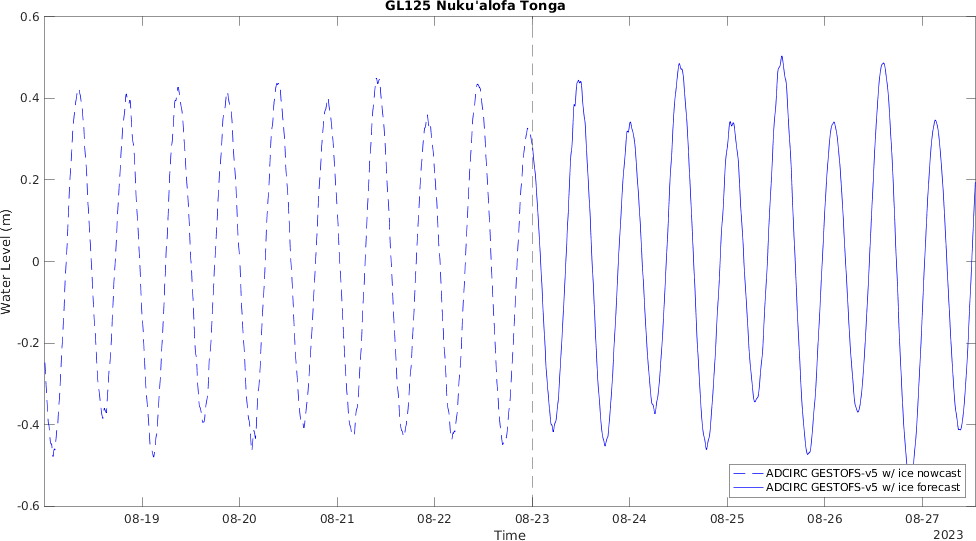 GL125 Nuku'alofa Tonga
0.6
0.4
0.2
0
-0.2
-0.4
-0.6
Water Level (m)
08-19 08-20 08-21 08-22 08-23 08-24 08-25 08-26 08-27
Time
2023
ADCIRC GESTOFS-v5 w/ ice nowcast
ADCIRC GESTOFS-v5 w/ ice forecast